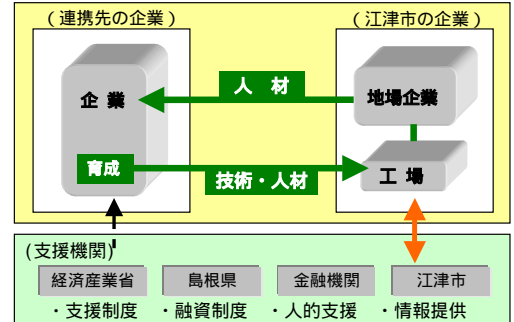 （連携先の企業）
（江津市の企業）
企 業
人 材
地場企業
育成
技術・人材
工 場
(支援機関)
経済産業省 島根県 金融機関 江津市
・支援制度 ・融資制度 ・人的支援 ・情報提供